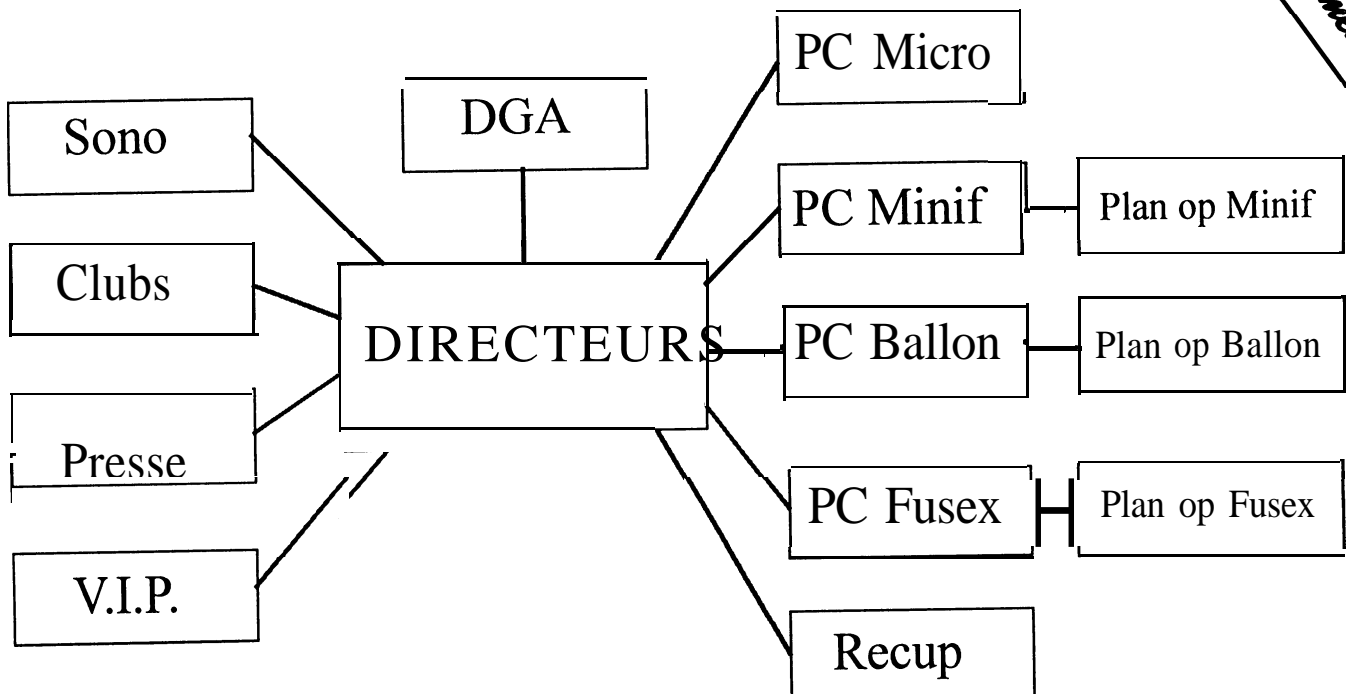 PC Micro
DGA
Sono
PC Minif
Plan op Minif
Clubs
DIRECTEURS
PC Ballon
Plan op Ballon
Presse
PC Fusex
Plan op Fusex
V.I.P.
Recup